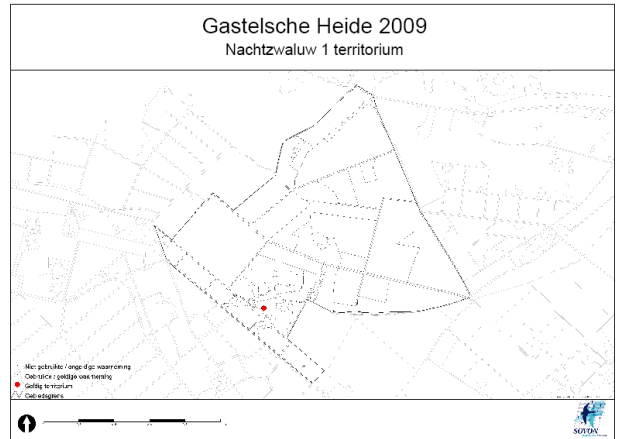 Gastelsche Heide 2009
Nachtzwaluw 1 territorium
Niet gebruikte / ongeldige waarneming
Gebruikte / geldige waarneming
Geldig territorium
Gebiedsgrens
SOVON